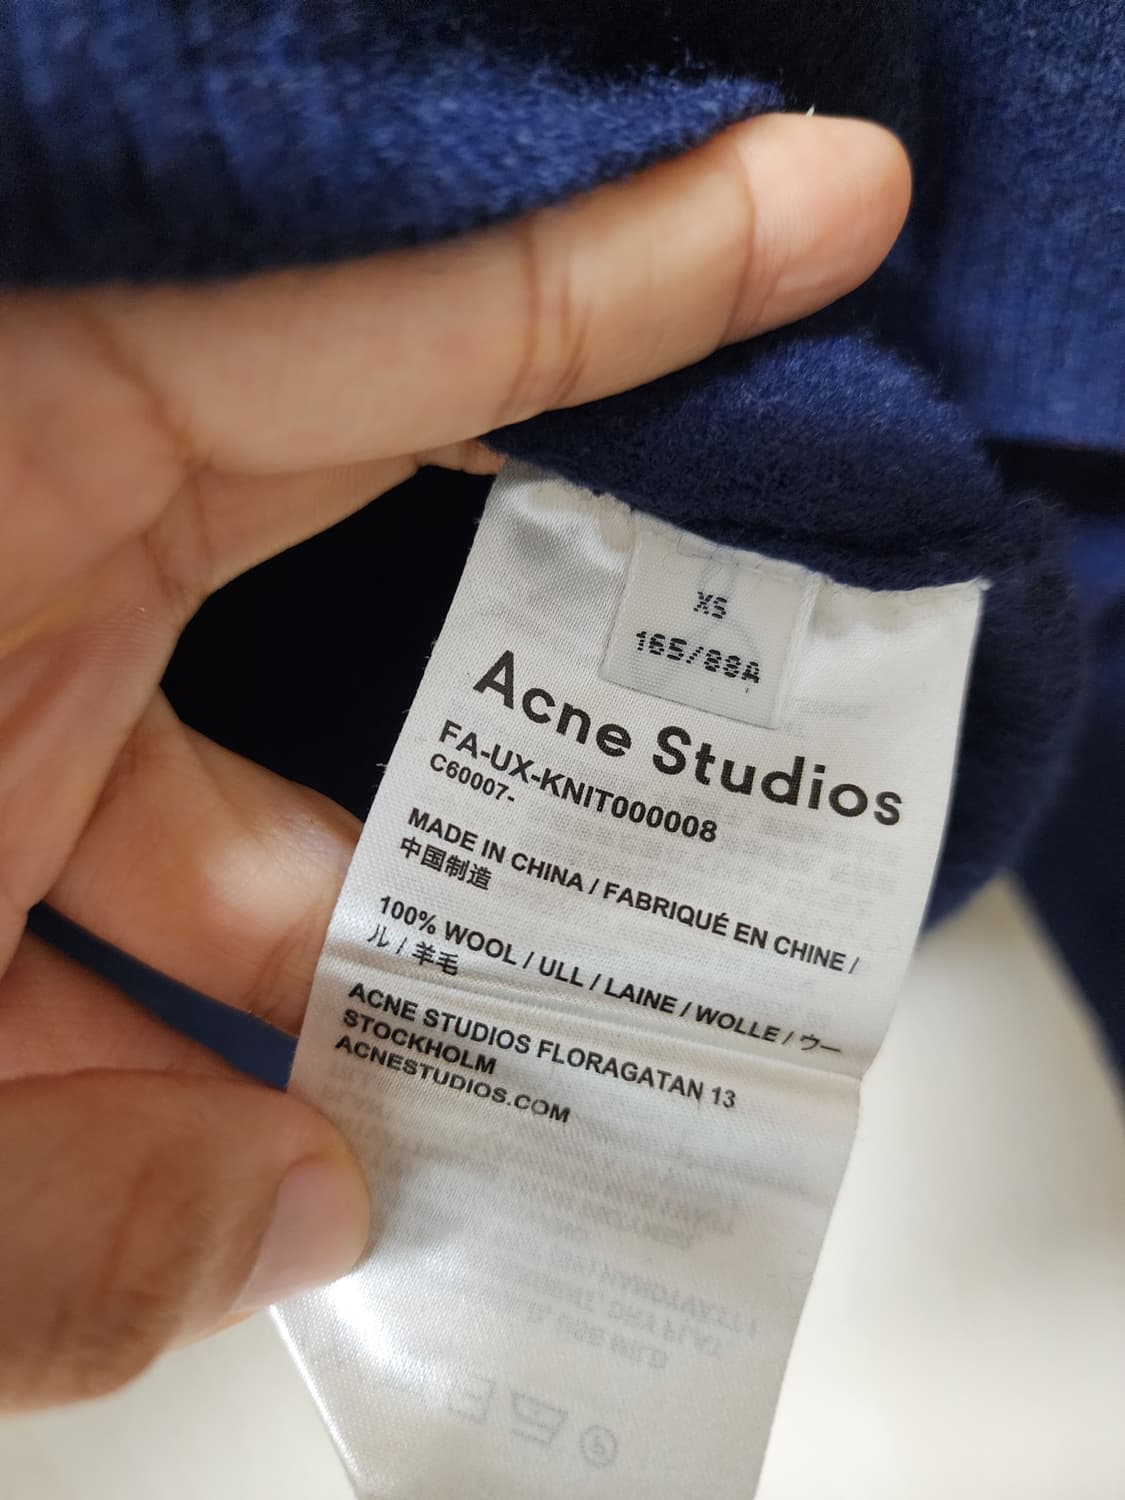 XS
165/88A
Acne Studios
FA-UX-KNIT000008
C60007-
MADE IN CHINA / FABRIQUÉ EN CHINE /
中国制造
100% WOOL / ULL / LAINE / WOLLE / ウー
ル / 羊毛
ACNE STUDIOS FLORAGATAN 13
STOCKHOLM
ACNESTUDIOS.COM